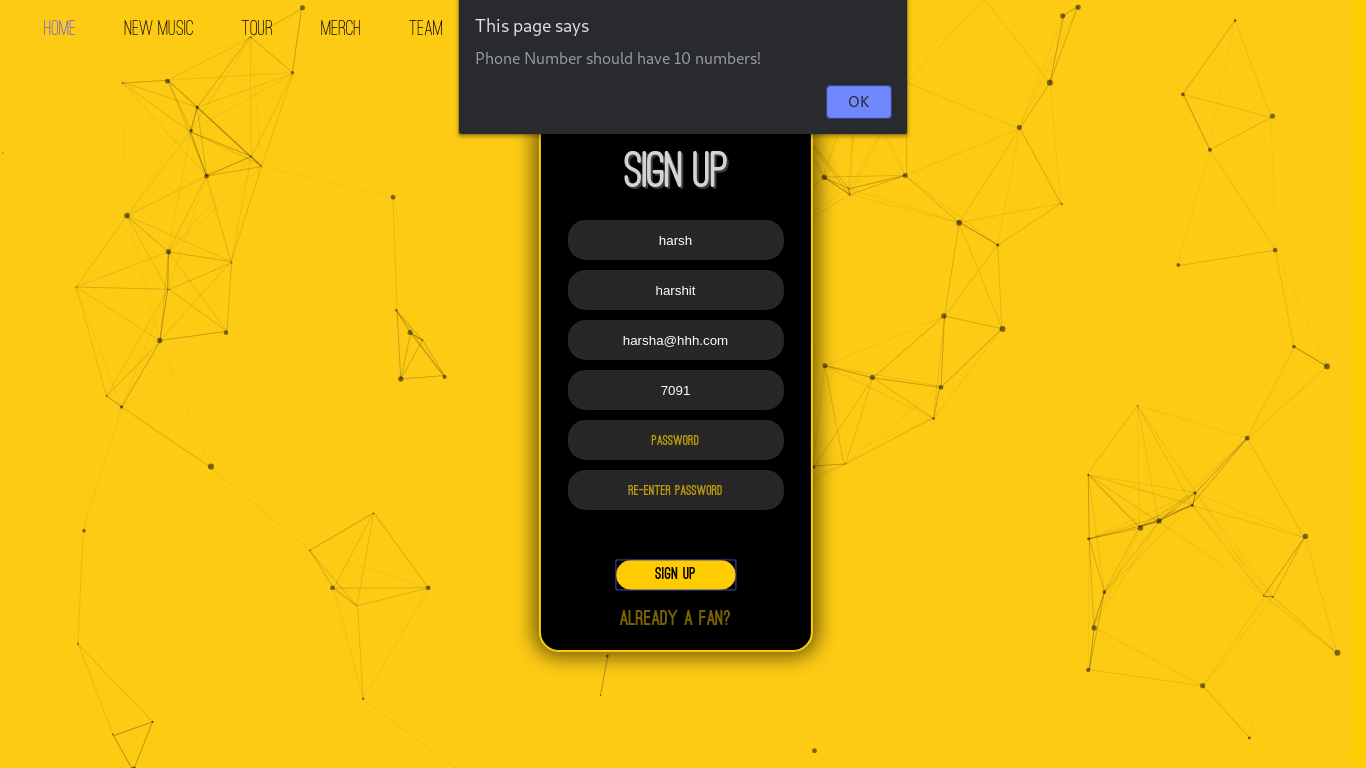 HOME NEW MUSIC TOUR MERCH TEAM
This page says
Phone Number should have 10 numbers!
OK
SIGN UP
harsh
harshit
harsha@hhh.com
7091
PASSWORD
RE-ENTER PASSWORD
SIGN UP
ALREADY A FAN?